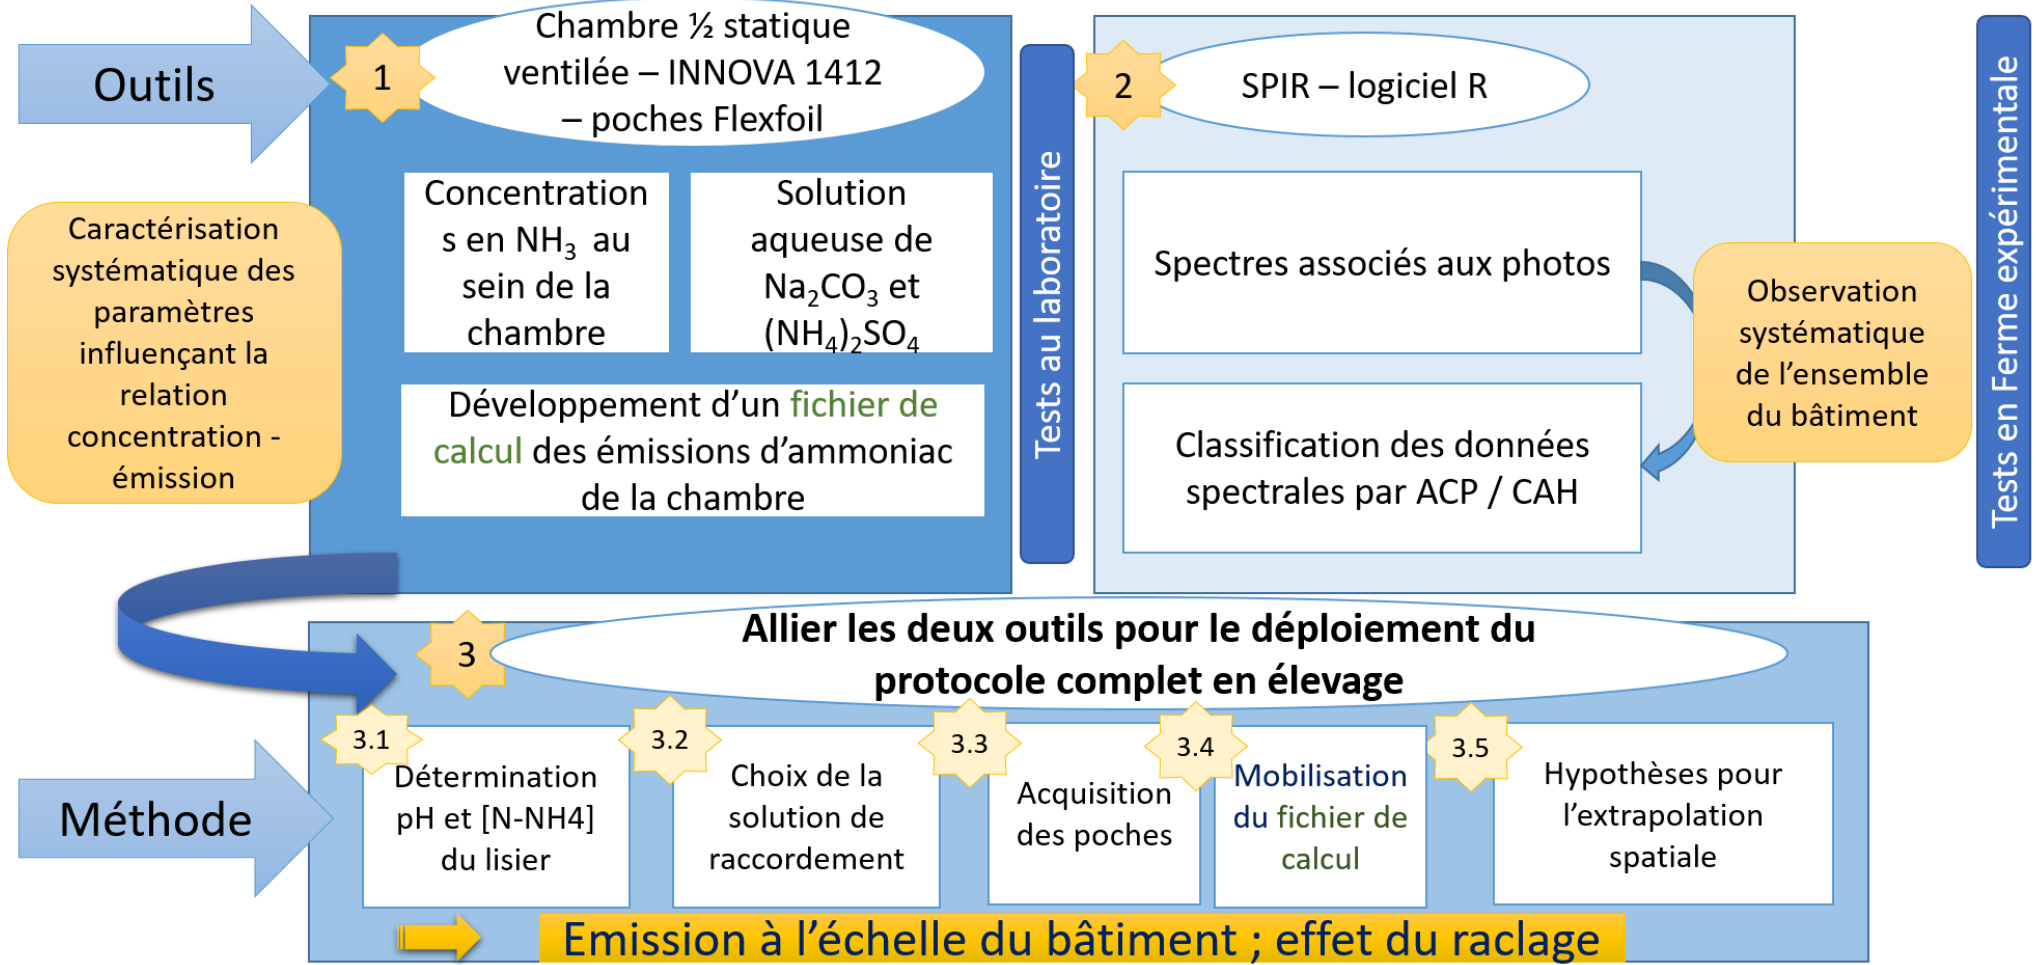 Outils
1
Chambre ½ statique
ventilée – INNOVA 1412
– poches Flexfoil
Concentration
s en NH₃ au
sein de la
chambre
Solution
aqueuse de
Na₂CO₃ et
(NH₄)₂SO₄
Développement d’un fichier de
calcul des émissions d’ammoniac
de la chambre
Caractérisation
systématique des
paramètres
influençant la
relation
concentration -
émission
Tests au laboratoire
2
SPIR – logiciel R
Spectres associés aux photos
Classification des données
spectrales par ACP / CAH
Observation
systématique
de l’ensemble
du bâtiment
Tests en Ferme expérimentale
3
Allier les deux outils pour le déploiement du
protocole complet en élevage
Méthode
3.1
Détermination
pH et [N-NH4]
du lisier
3.2
Choix de la
solution de
raccordement
3.3
Acquisition
des poches
3.4
Mobilisation
du fichier de
calcul
3.5
Hypothèses pour
l’extrapolation
spatiale
Emission à l’échelle du bâtiment ; effet du raclage